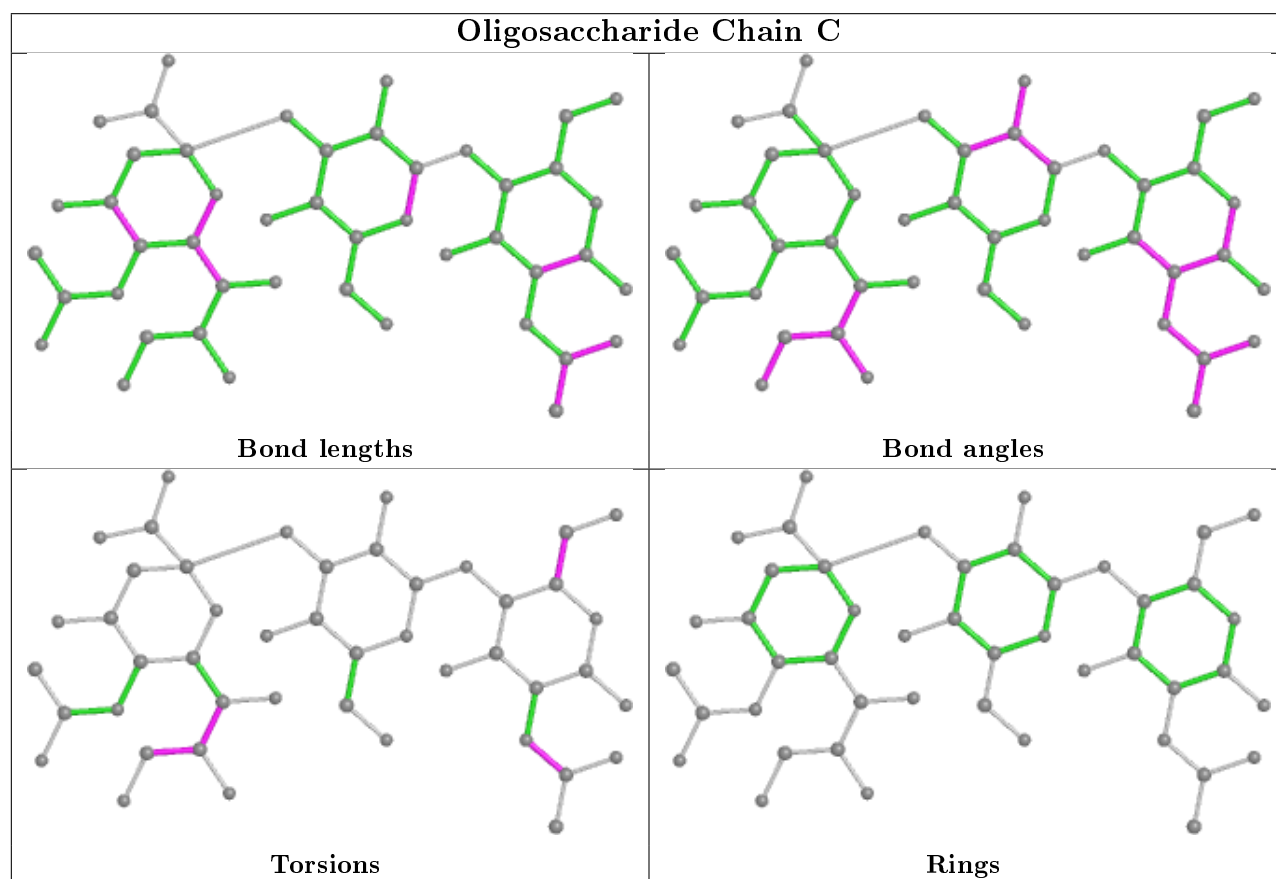 Oligosaccharide Chain C
Bond lengths
Bond angles
Torsions
Rings